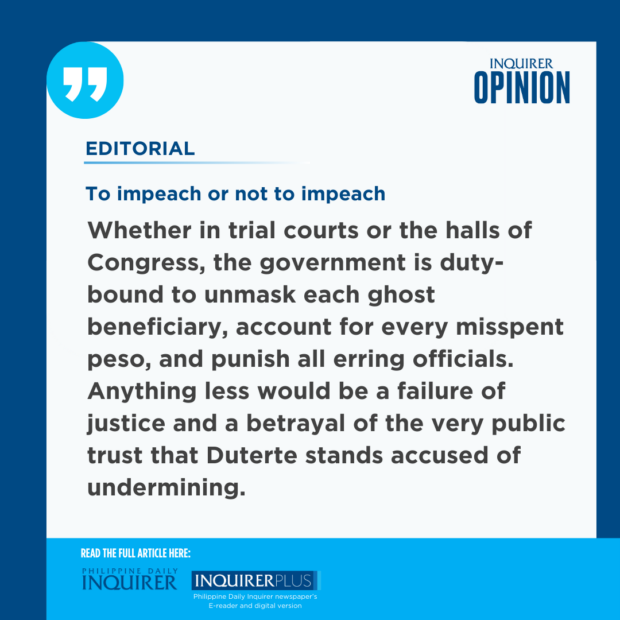 INQUIRER
OPINION
EDITORIAL
To impeach or not to impeach
Whether in trial courts or the halls of
Congress, the government is duty-
bound to unmask each ghost
beneficiary, account for every misspent
peso, and punish all erring officials.
Anything less would be a failure of
justice and a betrayal of the very public
trust that Duterte stands accused of
undermining.
READ THE FULL ARTICLE HERE:
PHILIPPINE DAILY
INQUIRER
INQUIRERPLUS
Philippine Daily Inquirer newspaper's
E-reader and digital version